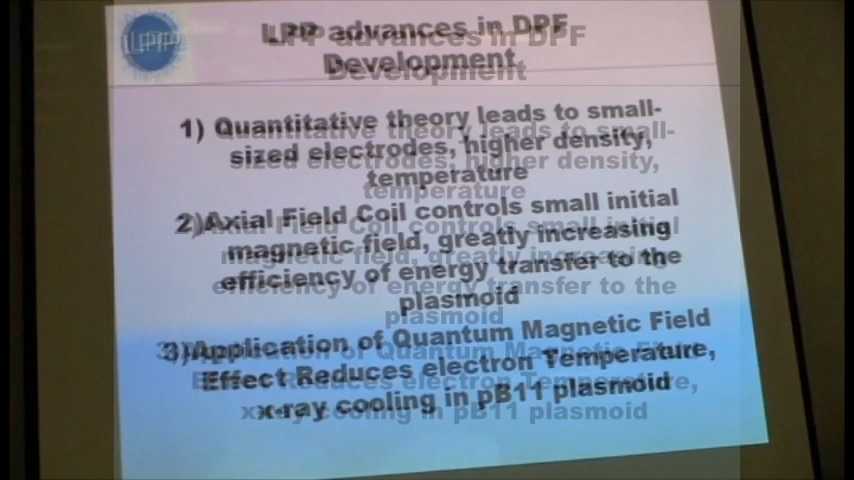 LPP
LPP advances in DPF
Development
1) Quantitative theory leads to small-
sized electrodes, higher density,
temperature
2)Axial Field Coil controls small initial
magnetic field, greatly increasing
efficiency of energy transfer to the
plasmoid
3)Application of Quantum Magnetic Field
Effect Reduces electron Temperature,
x-ray cooling in pB11 plasmoid